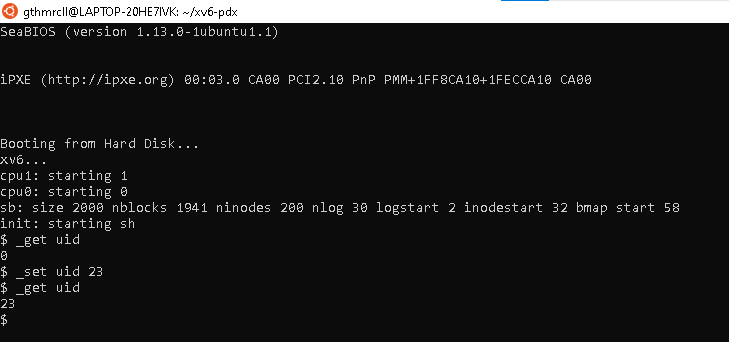 gthmrcll@LAPTOP-20HE7IVK: ~/xv6-pdx
SeaBIOS (version 1.13.0-1ubuntu1.1)
iPXE (http://ipxe.org) 00:03.0 CA00 PCI2.10 PnP PMM+1FF8CA10+1FECCA10 CA00
Booting from Hard Disk...
xv6...
cpu1: starting 1
cpu0: starting 0
sb: size 2000 nblocks 1941 ninodes 200 nlog 30 logstart 2 inodestart 32 bmap start 58
init: starting sh
$ _get uid
0
$ _set uid 23
$ _get uid
23
$